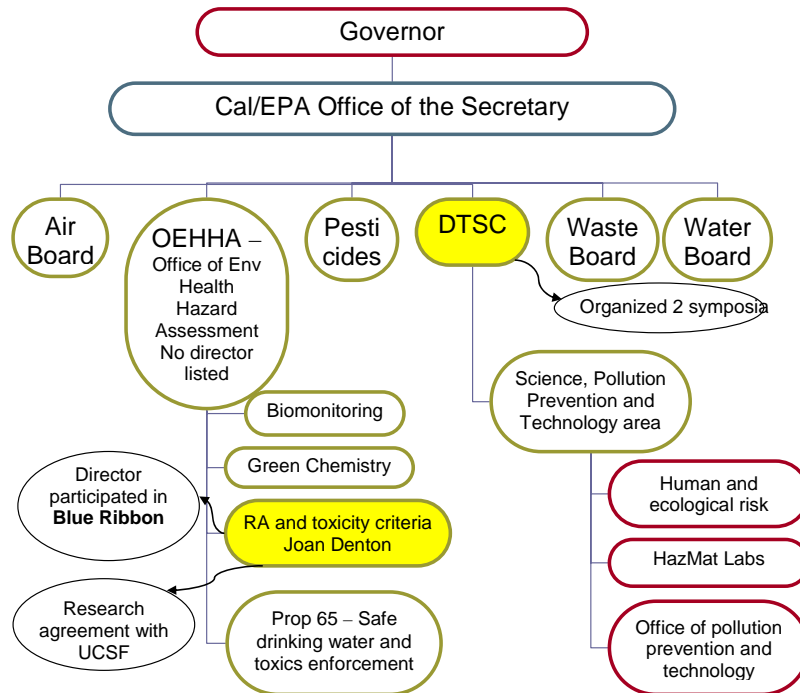 Governor
Cal/EPA Office of the Secretary
Air
Board
OEHHA –
Office of Env
Health
Hazard
Assessment
No director
listed
Pesti
cides
DTSC
Waste
Board
Water
Board
Organized 2 symposia
Science, Pollution
Prevention and
Technology area
Biomonitoring
Green Chemistry
Director
participated in
Blue Ribbon
RA and toxicity criteria
Joan Denton
Research
agreement with
UCSF
Prop 65 – Safe
drinking water and
toxics enforcement
Human and
ecological risk
HazMat Labs
Office of pollution
prevention and
technology